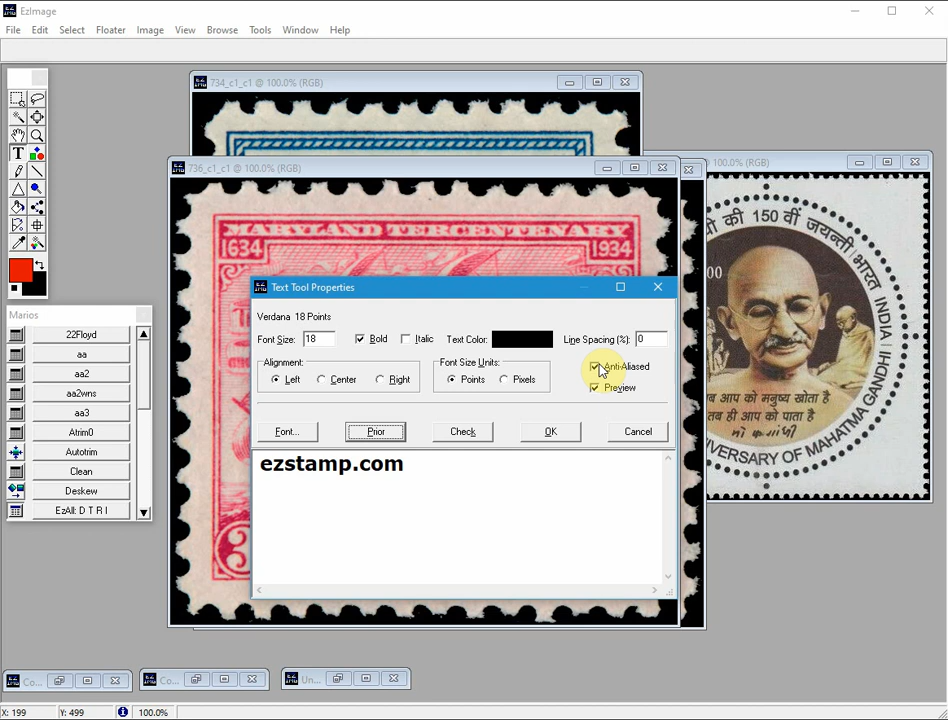 EzImage
File Edit Select Floater Image View Browse Tools Window Help
734_c1_c1 @ 100.0% (RGB)
736_c1_c1 @ 100.0% (RGB)
100.0% (RGB)
MARYLAND TERCENTENARY
1634 1934
की 150 वीं जयन्ती भारत INDIA
00
ब आप को मनुष्य खोता है
तब ही आप को पाता है
ANNIVERSARY OF MAHATMA GANDHI
Text Tool Properties
Verdana 18 Points
Font Size: 18 Bold Italic Text Color: Line Spacing (%): 0
Alignment: Font Size Units: Anti-Aliased
Left Center Right Points Pixels Preview
Font... Prior Check OK Cancel
ezstamp.com
T
Marios
22Floyd
aa
aa2
aa2wns
aa3
Atrim0
Autotrim
Clean
Deskew
EzAll: D T R I
Co... Co... Un...
X: 199 Y: 499 100.0%